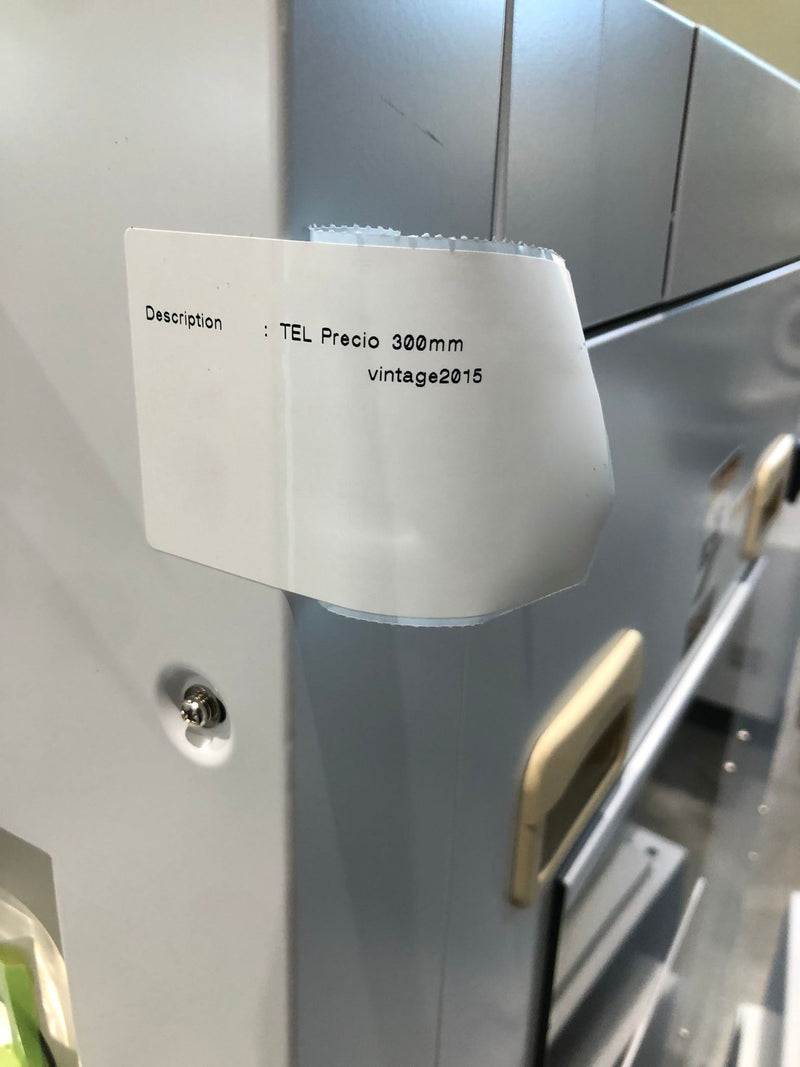 Description : TEL Precio 300mm
vintage2015